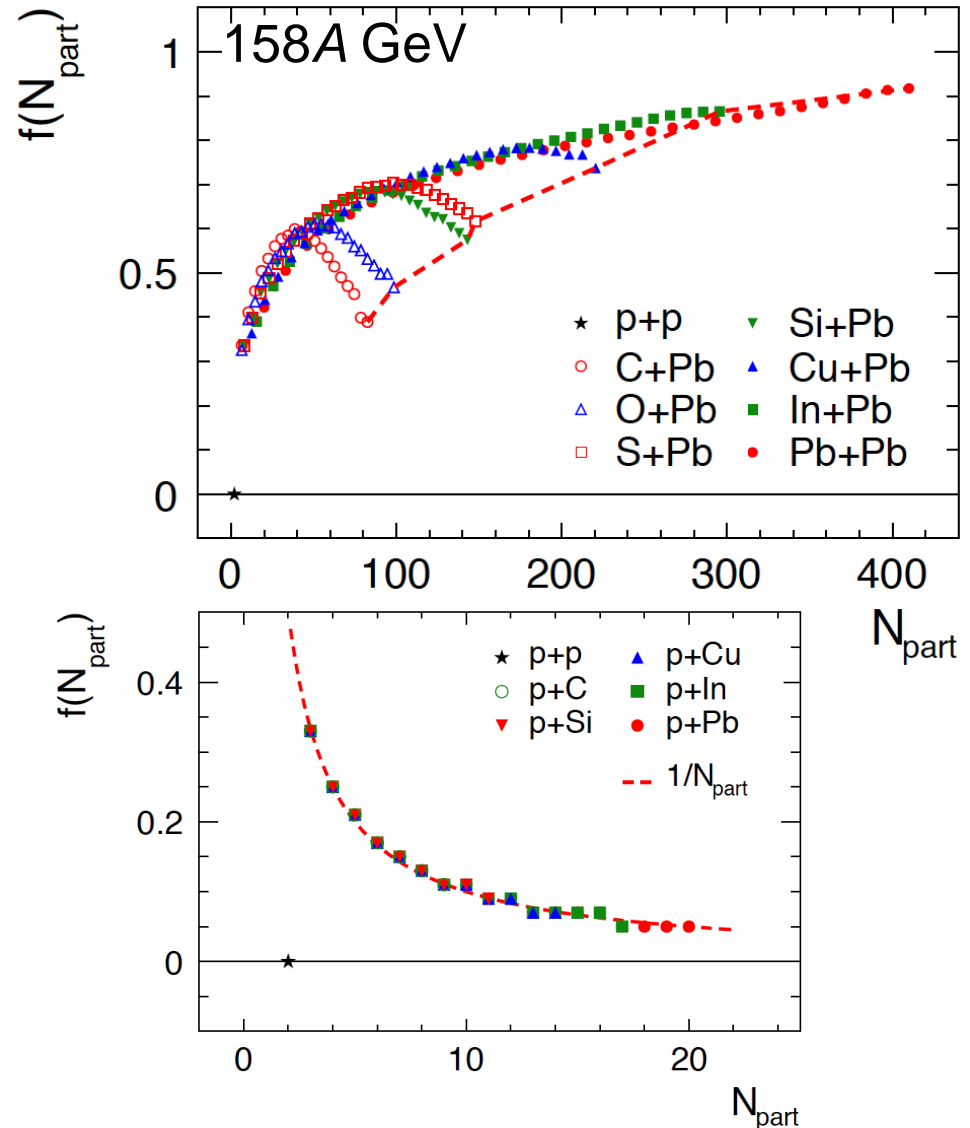 158A GeV
f(N_part)
1
0.5
0
p+p
C+Pb
O+Pb
S+Pb
Si+Pb
Cu+Pb
In+Pb
Pb+Pb
0 100 200 300 400
N_part
f(N_part)
0.4
0.2
0
p+p
p+C
p+Si
p+Cu
p+In
p+Pb
1/N_part
0 10 20
N_part